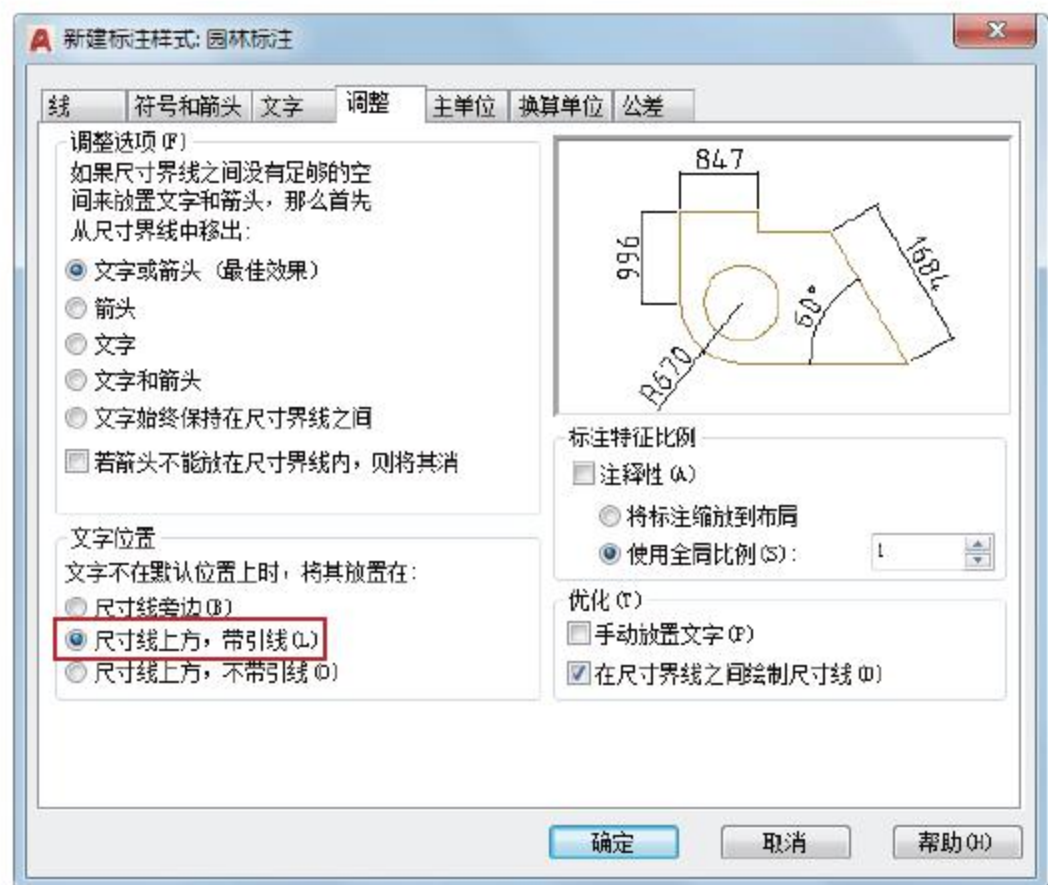 新建标注样式: 园林标注
线 符号和箭头 文字 调整 主单位 换算单位 公差
调整选项(F)
如果尺寸界线之间没有足够的空
间来放置文字和箭头，那么首先
从尺寸界线中移出:
文字或箭头（最佳效果）
箭头
文字
文字和箭头
文字始终保持在尺寸界线之间
若箭头不能放在尺寸界线内，则将其消
文字位置
文字不在默认位置上时，将其放置在:
尺寸线旁边(B)
尺寸线上方，带引线(L)
尺寸线上方，不带引线(O)
847
996
1684
60°
R670
标注特征比例
注释性(A)
将标注缩放到布局
使用全局比例(S):
1
优化(T)
手动放置文字(P)
在尺寸界线之间绘制尺寸线(D)
确定
取消
帮助(H)